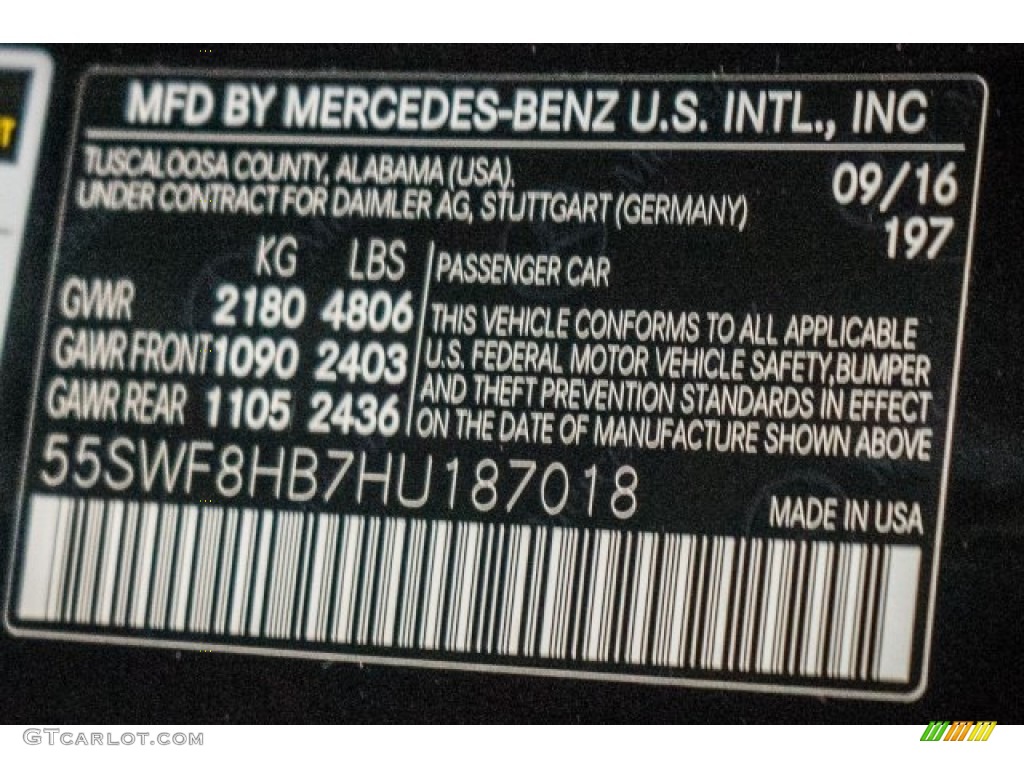 MFD BY MERCEDES-BENZ U.S. INTL., INC
TUSCALOOSA COUNTY, ALABAMA (USA),
UNDER CONTRACT FOR DAIMLER AG, STUTTGART (GERMANY)
09/16
197
KG LBS
GVWR 2180 4806
GAWR FRONT 1090 2403
GAWR REAR 1105 2436
PASSENGER CAR
THIS VEHICLE CONFORMS TO ALL APPLICABLE
U.S. FEDERAL MOTOR VEHICLE SAFETY, BUMPER
AND THEFT PREVENTION STANDARDS IN EFFECT
ON THE DATE OF MANUFACTURE SHOWN ABOVE
55SWF8HB7HU187018
MADE IN USA
GTCARLOT.COM